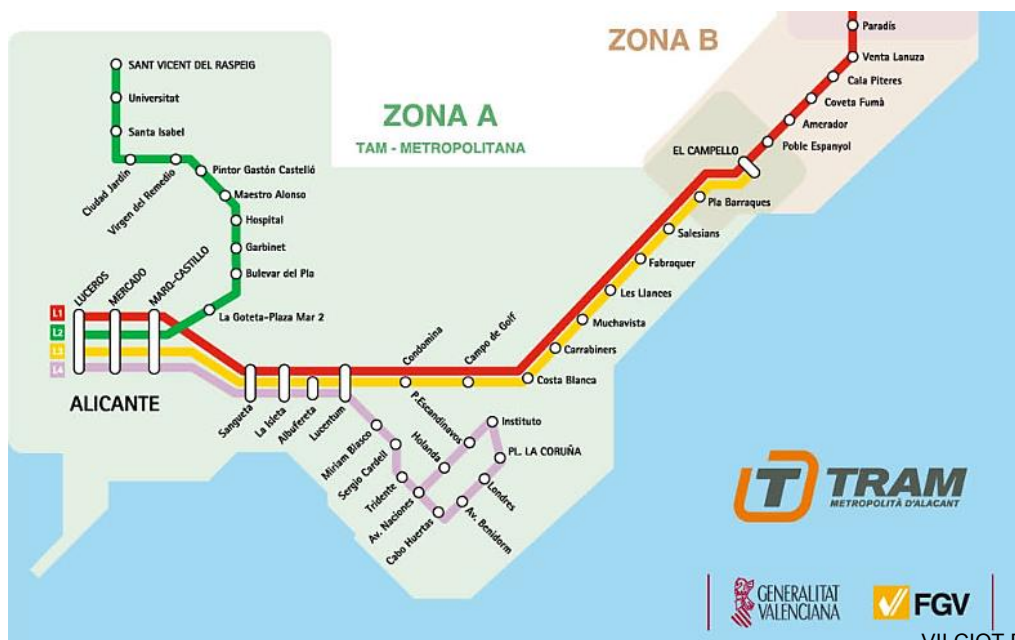 ZONA B
Paradís
Venta Lanuza
Cala Piteres
Coveta Fumà
Amerador
Poble Espanyol
EL CAMPELLO
ZONA A
TAM - METROPOLITANA
SANT VICENT DEL RASPEIG
Universitat
Santa Isabel
Ciudad Jardín
Virgen del Remedio
Pintor Gastón Castelló
Maestro Alonso
Hospital
Garbinet
Bulevar del Pla
La Goteta-Plaza Mar 2
LUCEROS
MERCADO
MARQ-CASTILLO
L1
L2
L3
L4
ALICANTE
Sangueta
La Isleta
Albufereta
Lucentum
Condomina
Campo de Golf
Costa Blanca
Carrabiners
Muchavista
Les Llances
Fabraquer
Salesians
Pla Barraques
Miriam Blasco
Sergio Cardell
Tridente
Av. Naciones
Cabo Huertas
Holanda
P.Escandinavos
Instituto
PL. LA CORUÑA
Londres
Av. Benidorm
TRAM
METROPOLITÀ D'ALACANT
GENERALITAT
VALENCIANA
FGV